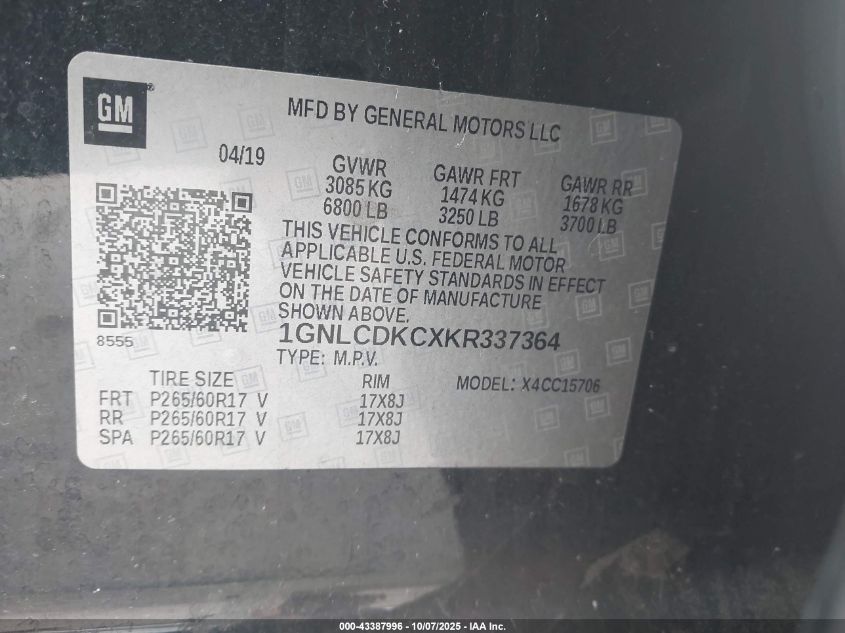 GM
MFD BY GENERAL MOTORS LLC
04/19
GVWR
3085 KG
6800 LB
GAWR FRT
1474 KG
3250 LB
GAWR RR
1678 KG
3700 LB
THIS VEHICLE CONFORMS TO ALL
APPLICABLE U.S. FEDERAL MOTOR
VEHICLE SAFETY STANDARDS IN EFFECT
ON THE DATE OF MANUFACTURE
SHOWN ABOVE.
8555
1GNLCDKCXKR337364
TYPE: M.P.V.
TIRE SIZE RIM MODEL: X4CC15706
FRT P265/60R17 V 17X8J
RR P265/60R17 V 17X8J
SPA P265/60R17 V 17X8J
000-43387996 - 10/07/2025 - IAA Inc.